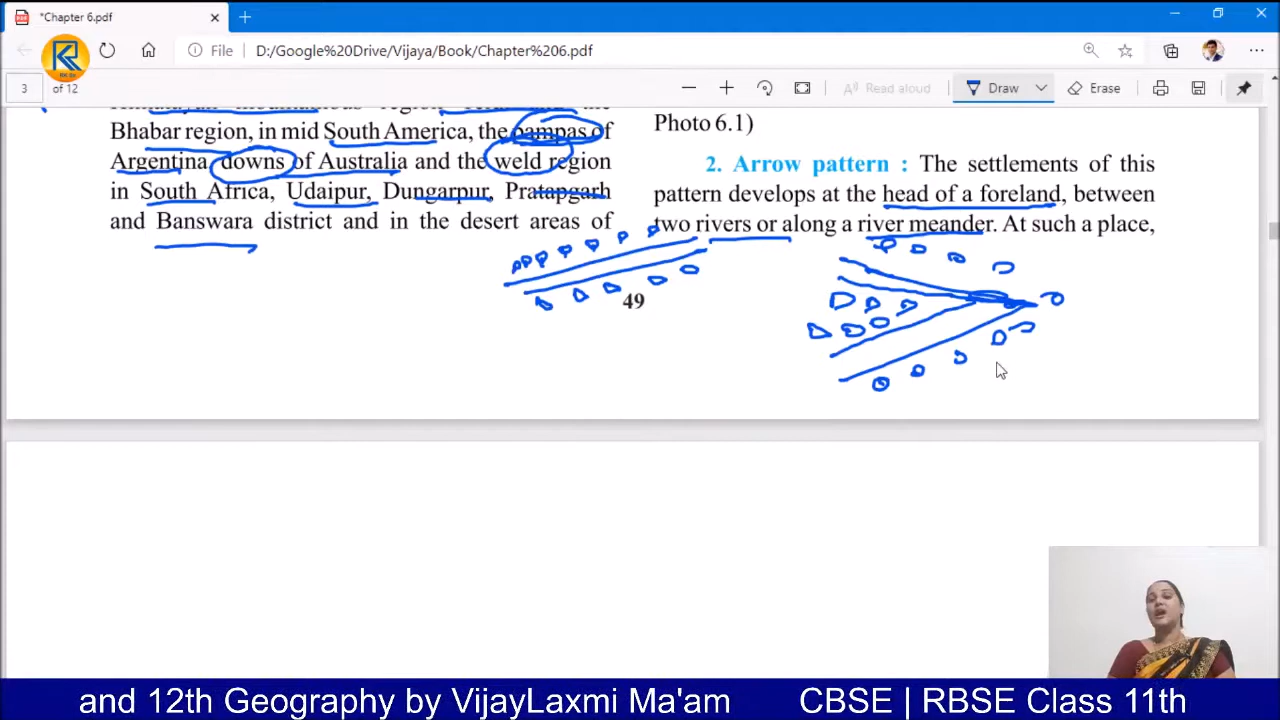 *Chapter 6.pdf
File
D:/Google%20Drive/Vijaya/Book/Chapter%206.pdf
RK Sir
3
of 12
Read aloud
Draw
Erase
region
the
Bhabar region, in mid South America, the pampas of
Argentina, downs of Australia and the weld region
in South Africa, Udaipur, Dungarpur, Pratapgarh
and Banswara district and in the desert areas of
49
Photo 6.1)
2. Arrow pattern : The settlements of this
pattern develops at the head of a foreland, between
two rivers or along a river meander. At such a place,
and 12th Geography by VijayLaxmi Ma'am
CBSE | RBSE Class 11th